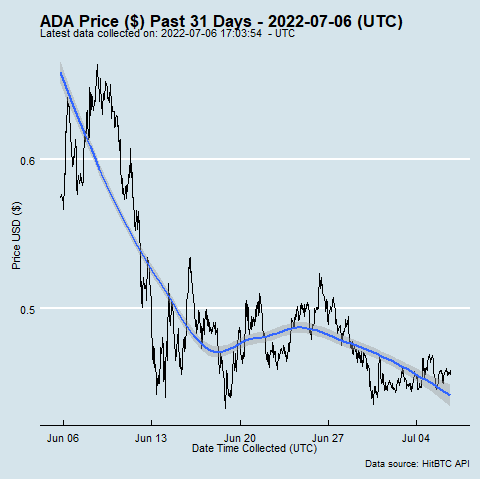 ADA Price ($) Past 31 Days - 2022-07-06 (UTC)
Latest data collected on: 2022-07-06 17:03:54 - UTC
0.6
Price USD ($)
0.5
Jun 06 Jun 13 Jun 20 Jun 27 Jul 04
Date Time Collected (UTC)
Data source: HitBTC API